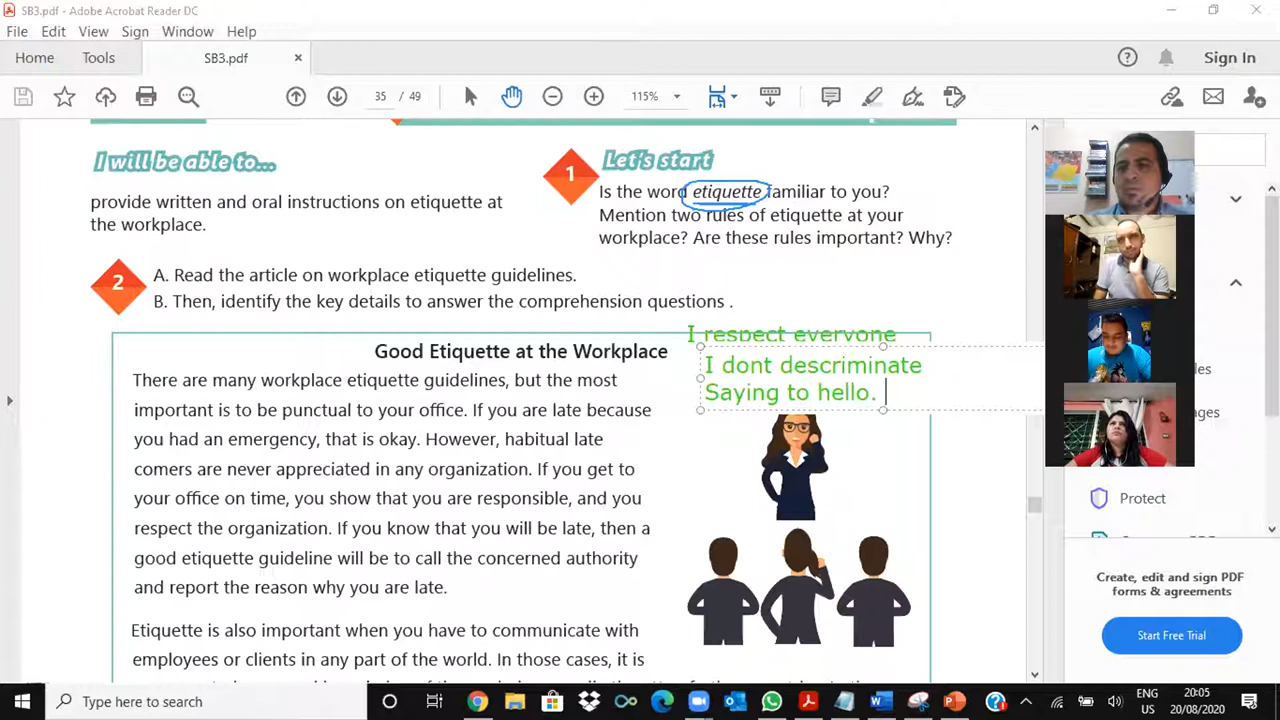 SB3.pdf - Adobe Acrobat Reader DC
File Edit View Sign Window Help
Home Tools SB3.pdf × Sign In
35 / 49 115%
I will be able to...
provide written and oral instructions on etiquette at
the workplace.
1 Let's start
Is the word etiquette familiar to you?
Mention two rules of etiquette at your
workplace? Are these rules important? Why?
2 A. Read the article on workplace etiquette guidelines.
B. Then, identify the key details to answer the comprehension questions .
I respect everyone
I dont descriminate
Saying to hello.
Good Etiquette at the Workplace
There are many workplace etiquette guidelines, but the most
important is to be punctual to your office. If you are late because
you had an emergency, that is okay. However, habitual late
comers are never appreciated in any organization. If you get to
your office on time, you show that you are responsible, and you
respect the organization. If you know that you will be late, then a
good etiquette guideline will be to call the concerned authority
and report the reason why you are late.
Etiquette is also important when you have to communicate with
employees or clients in any part of the world. In those cases, it is
Protect
Create, edit and sign PDF
forms & agreements
Start Free Trial
Type here to search
ENG
US
20:05
20/08/2020